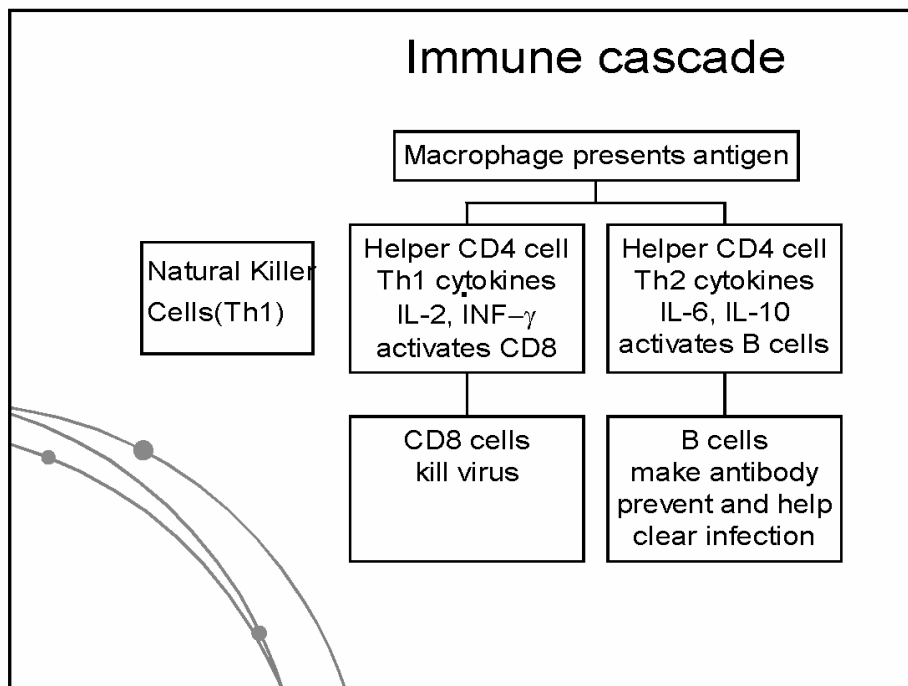 Immune cascade
Macrophage presents antigen
Natural Killer
Cells(Th1)
Helper CD4 cell
Th1 cytokines
IL-2, INF–γ
activates CD8
Helper CD4 cell
Th2 cytokines
IL-6, IL-10
activates B cells
CD8 cells
kill virus
B cells
make antibody
prevent and help
clear infection